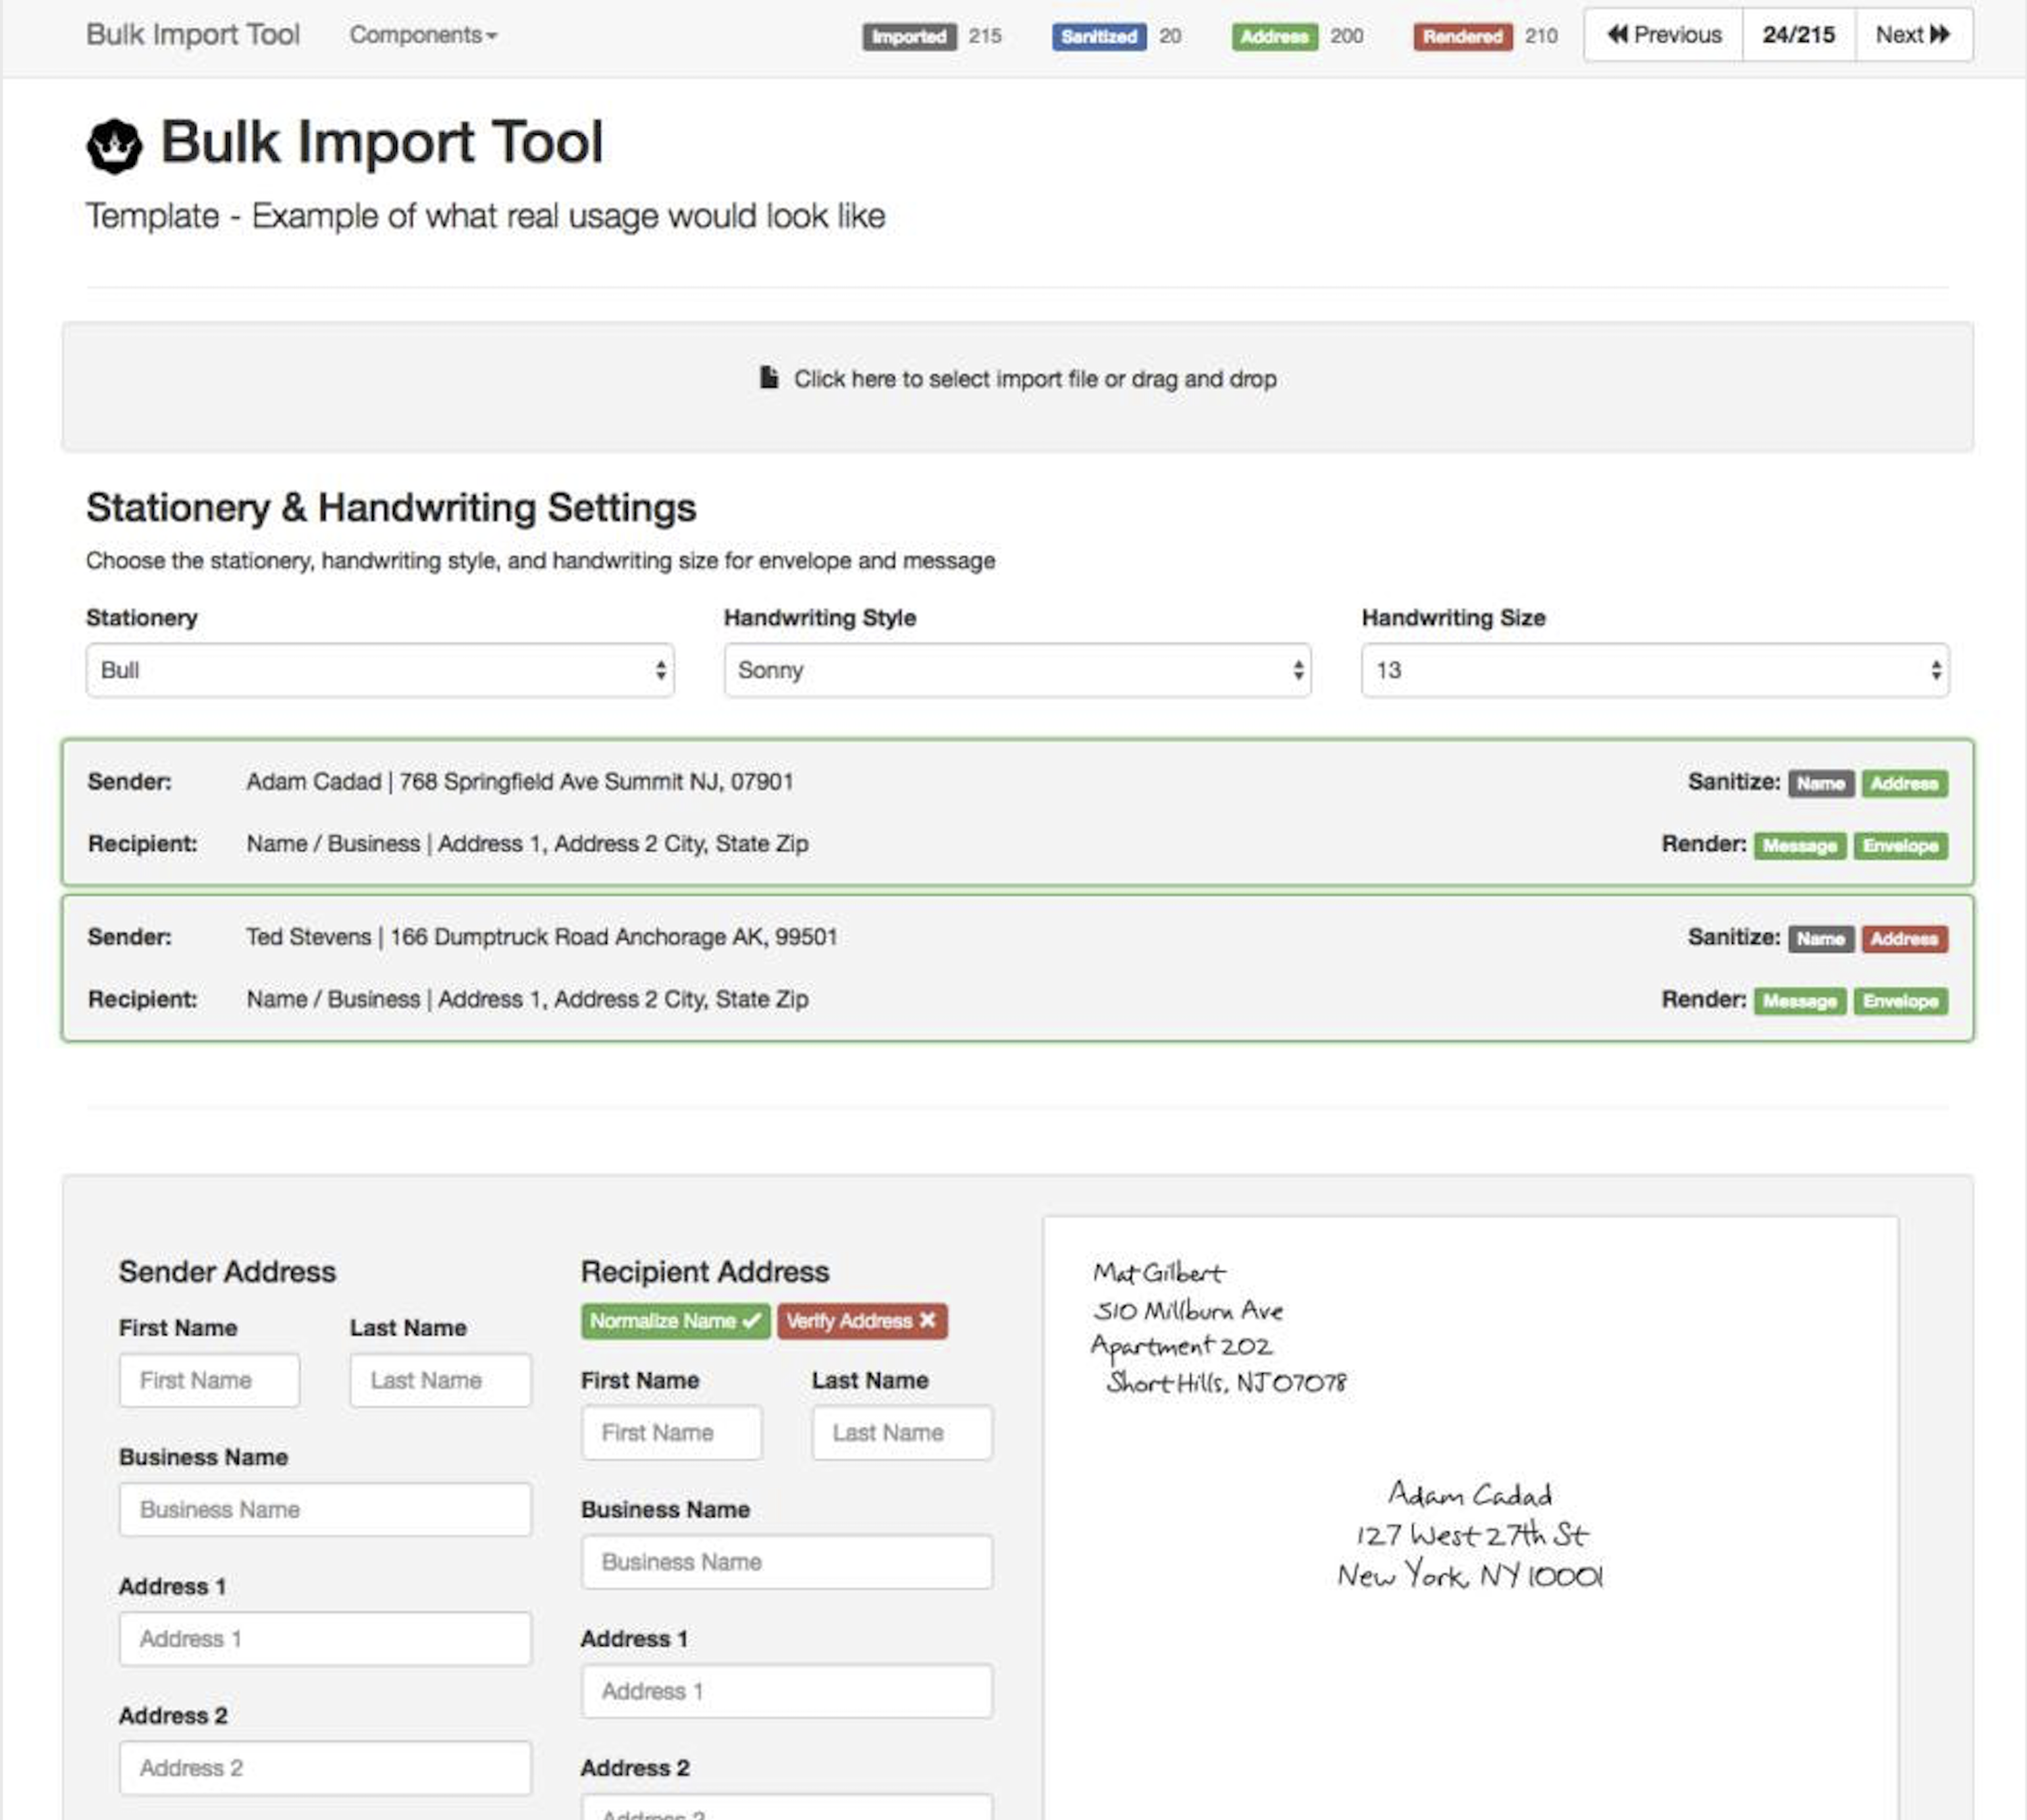 Bulk Import Tool Components Imported 215 Sanitized 20 Address 200 Rendered 210 Previous 24/215 Next
Bulk Import Tool
Template - Example of what real usage would look like
Click here to select import file or drag and drop
Stationery & Handwriting Settings
Choose the stationery, handwriting style, and handwriting size for envelope and message
Stationery Handwriting Style Handwriting Size
Bull Sonny 13
Sender: Adam Cadad | 768 Springfield Ave Summit NJ, 07901 Sanitize: Name Address
Recipient: Name / Business | Address 1, Address 2 City, State Zip Render: Message Envelope
Sender: Ted Stevens | 166 Dumptruck Road Anchorage AK, 99501 Sanitize: Name Address
Recipient: Name / Business | Address 1, Address 2 City, State Zip Render: Message Envelope
Sender Address
First Name Last Name
First Name Last Name
Business Name
Business Name
Address 1
Address 1
Address 2
Address 2
Recipient Address
Normalize Name Verify Address
First Name Last Name
First Name Last Name
Business Name
Business Name
Address 1
Address 1
Address 2
Address 2
Mat Gilbert
510 Millburn Ave
Apartment 202
Short Hills, NJ 07078
Adam Cadad
127 West 27th St
New York, NY 10001